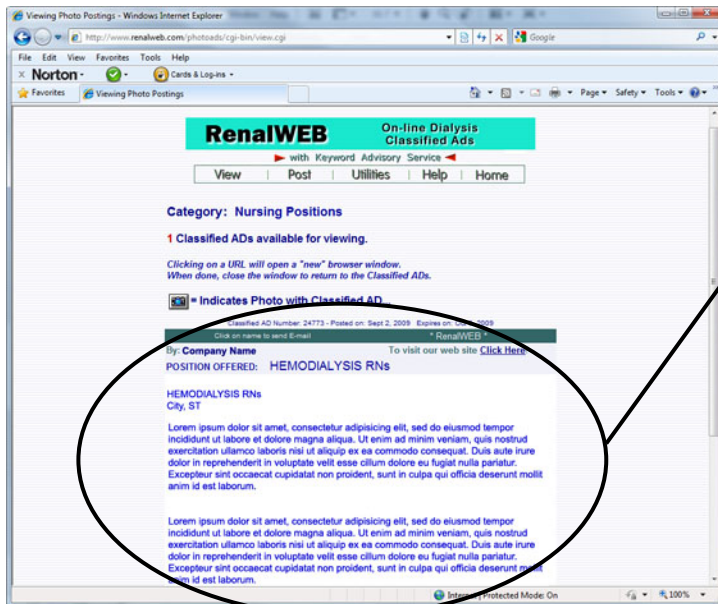 Viewing Photo Postings - Windows Internet Explorer
http://www.renalweb.com/photoads/cgi-bin/view.cgi
Google
File Edit View Favorites Tools Help
x Norton Cards & Log-ins
Favorites Viewing Photo Postings Page Safety Tools
RenalWEB On-line Dialysis
Classified Ads
with Keyword Advisory Service
View | Post | Utilities | Help | Home
Category: Nursing Positions
1 Classified ADs available for viewing.
Clicking on a URL will open a "new" browser window.
When done, close the window to return to the Classified ADs.
= Indicates Photo with Classified AD...
Classified AD Number: 24773 - Posted on: Sept 2, 2009 Expires on: 2009
Click on name to send E-mail * RenalWEB *
By: Company Name To visit our web site Click Here
POSITION OFFERED: HEMODIALYSIS RNs
HEMODIALYSIS RNs
City, ST
Lorem ipsum dolor sit amet, consectetur adipisicing elit, sed do eiusmod tempor
incididunt ut labore et dolore magna aliqua. Ut enim ad minim veniam, quis nostrud
exercitation ullamco laboris nisi ut aliquip ex ea commodo consequat. Duis aute irure
dolor in reprehenderit in voluptate velit esse cillum dolore eu fugiat nulla pariatur.
Excepteur sint occaecat cupidatat non proident, sunt in culpa qui officia deserunt mollit
anim id est laborum.
Lorem ipsum dolor sit amet, consectetur adipisicing elit, sed do eiusmod tempor
incididunt ut labore et dolore magna aliqua. Ut enim ad minim veniam, quis nostrud
exercitation ullamco laboris nisi ut aliquip ex ea commodo consequat. Duis aute irure
dolor in reprehenderit in voluptate velit esse cillum dolore eu fugiat nulla pariatur.
Excepteur sint occaecat cupidatat non proident, sunt in culpa qui officia deserunt mollit
anim id est laborum.
Internet | Protected Mode: On 100%